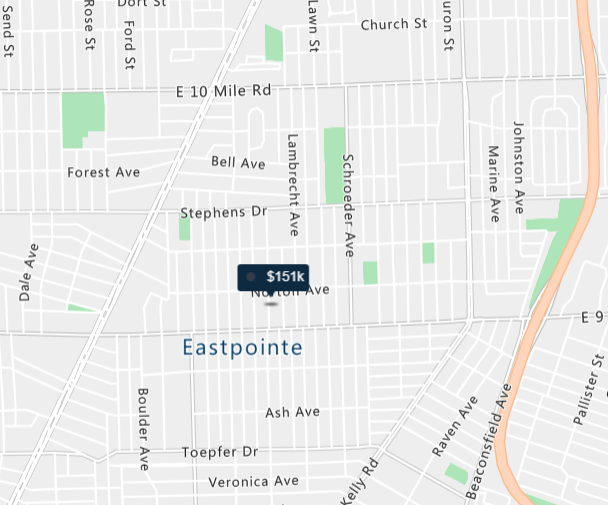 Dort St
Send St
Rose St
Ford St
Lawn St
Church St
uron St
E 10 Mile Rd
Forest Ave
Bell Ave
Lambrecht Ave
Schroeder Ave
Marine Ave
Johnston Ave
Stephens Dr
Dale Ave
$151k
Norton Ave
E 9
Eastpointe
Boulder Ave
Ash Ave
Toepfer Dr
Veronica Ave
Kelly Rd
Raven Ave
Beaconsfield Ave
Pallister St